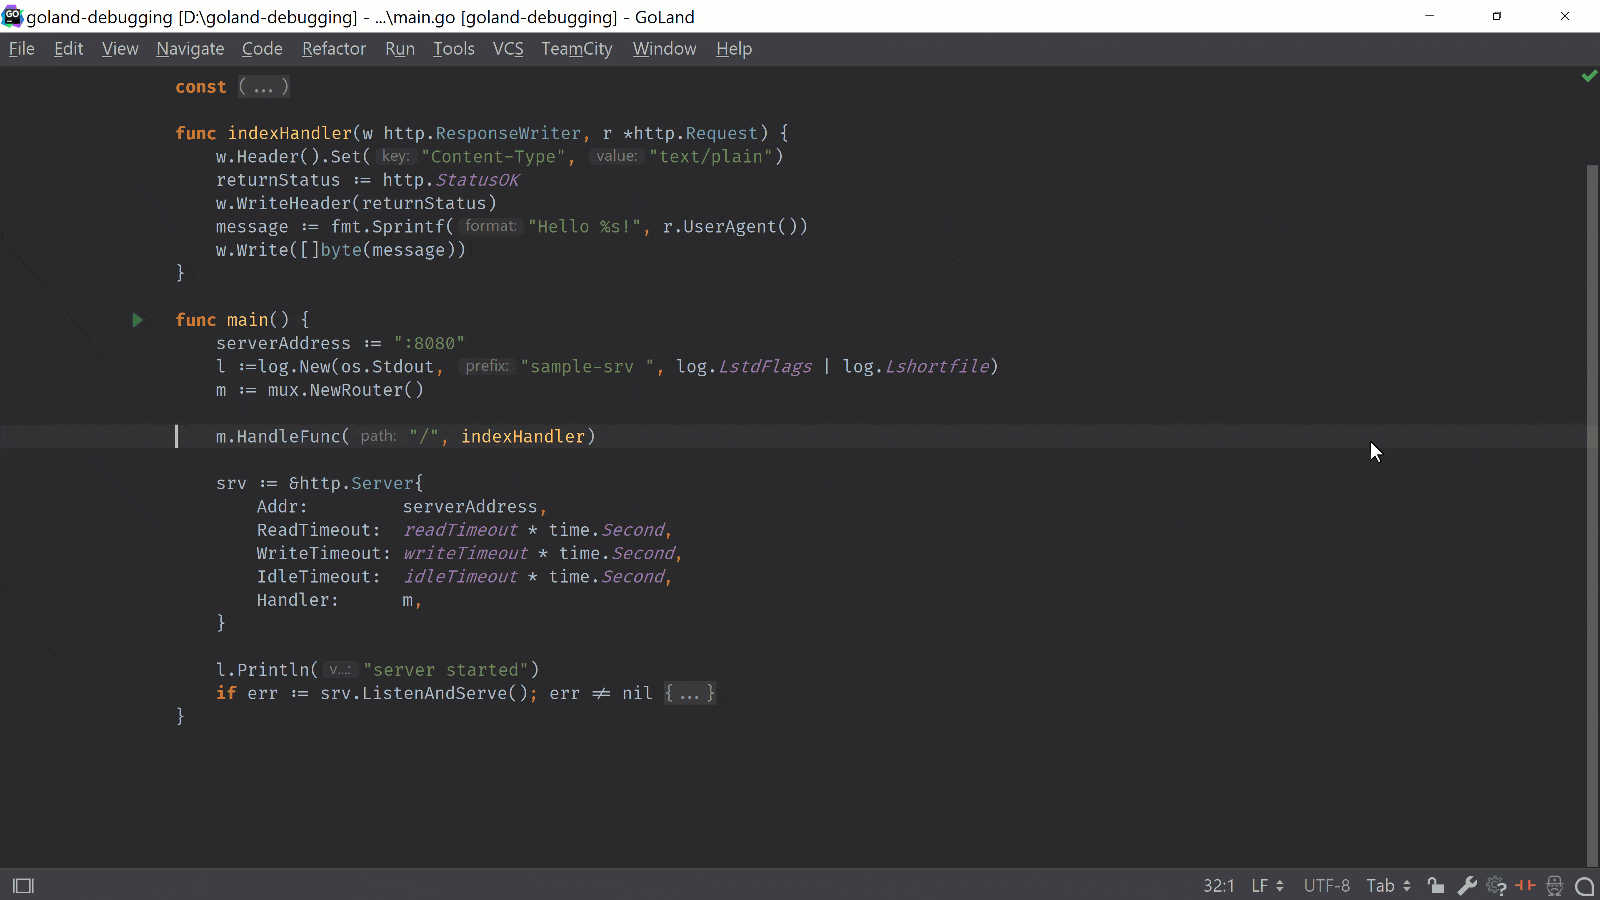 goland-debugging [D:\goland-debugging] - ...\main.go [goland-debugging] - GoLand
File Edit View Navigate Code Refactor Run Tools VCS TeamCity Window Help
const (...)
func indexHandler(w http.ResponseWriter, r *http.Request) {
w.Header().Set( key: "Content-Type", value: "text/plain")
returnStatus := http.StatusOK
w.WriteHeader(returnStatus)
message := fmt.Sprintf( format: "Hello %s!", r.UserAgent())
w.Write([]byte(message))
}
func main() {
serverAddress := ":8080"
l :=log.New(os.Stdout, prefix: "sample-srv ", log.LstdFlags | log.Lshortfile)
m := mux.NewRouter()
m.HandleFunc( path: "/", indexHandler)
srv := &http.Server{
Addr: serverAddress,
ReadTimeout: readTimeout * time.Second,
WriteTimeout: writeTimeout * time.Second,
IdleTimeout: idleTimeout * time.Second,
Handler: m,
}
l.Println( v...: "server started")
if err := srv.ListenAndServe(); err ≠ nil {...}
}
32:1 LF UTF-8 Tab